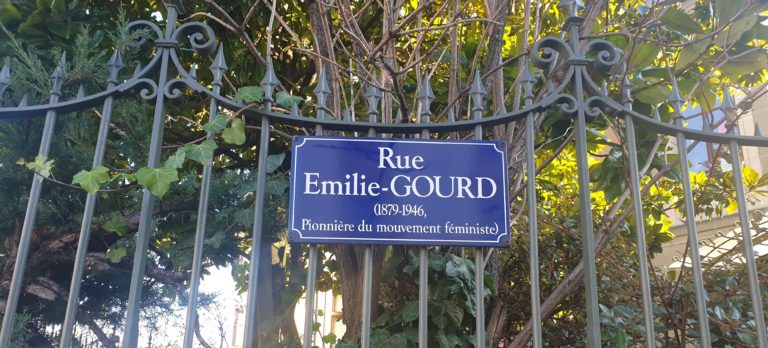 Rue
Emilie-GOURD
(1879-1946,
Pionnière du mouvement féministe)